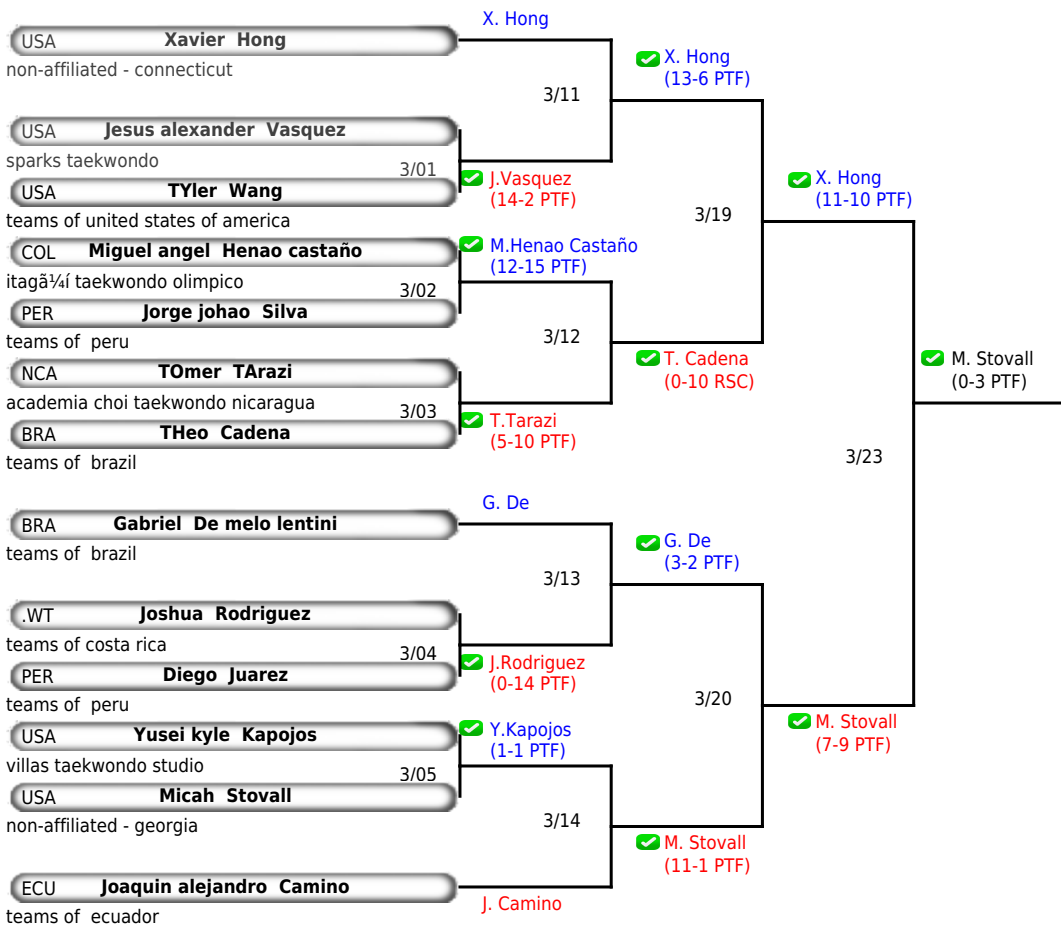 X. Hong
USA Xavier Hong
non-affiliated - connecticut
X. Hong
(13-6 PTF)
3/11
USA Jesus alexander Vasquez
sparks taekwondo
3/01
J.Vasquez
(14-2 PTF)
USA TYler Wang
teams of united states of america
X. Hong
(11-10 PTF)
3/19
COL Miguel angel Henao castaño
itagã¼í taekwondo olimpico
3/02
M.Henao Castaño
(12-15 PTF)
PER Jorge johao Silva
teams of peru
3/12
NCA TOmer TArazi
academia choi taekwondo nicaragua
3/03
T. Cadena
(0-10 RSC)
M. Stovall
(0-3 PTF)
BRA THeo Cadena
teams of brazil
T.Tarazi
(5-10 PTF)
3/23
G. De
BRA Gabriel De melo lentini
teams of brazil
G. De
(3-2 PTF)
3/13
.WT Joshua Rodriguez
teams of costa rica
3/04
J.Rodriguez
(0-14 PTF)
PER Diego Juarez
teams of peru
3/20
USA Yusei kyle Kapojos
villas taekwondo studio
3/05
Y.Kapojos
(1-1 PTF)
M. Stovall
(7-9 PTF)
USA Micah Stovall
non-affiliated - georgia
3/14
M. Stovall
(11-1 PTF)
ECU Joaquin alejandro Camino
teams of ecuador
J. Camino